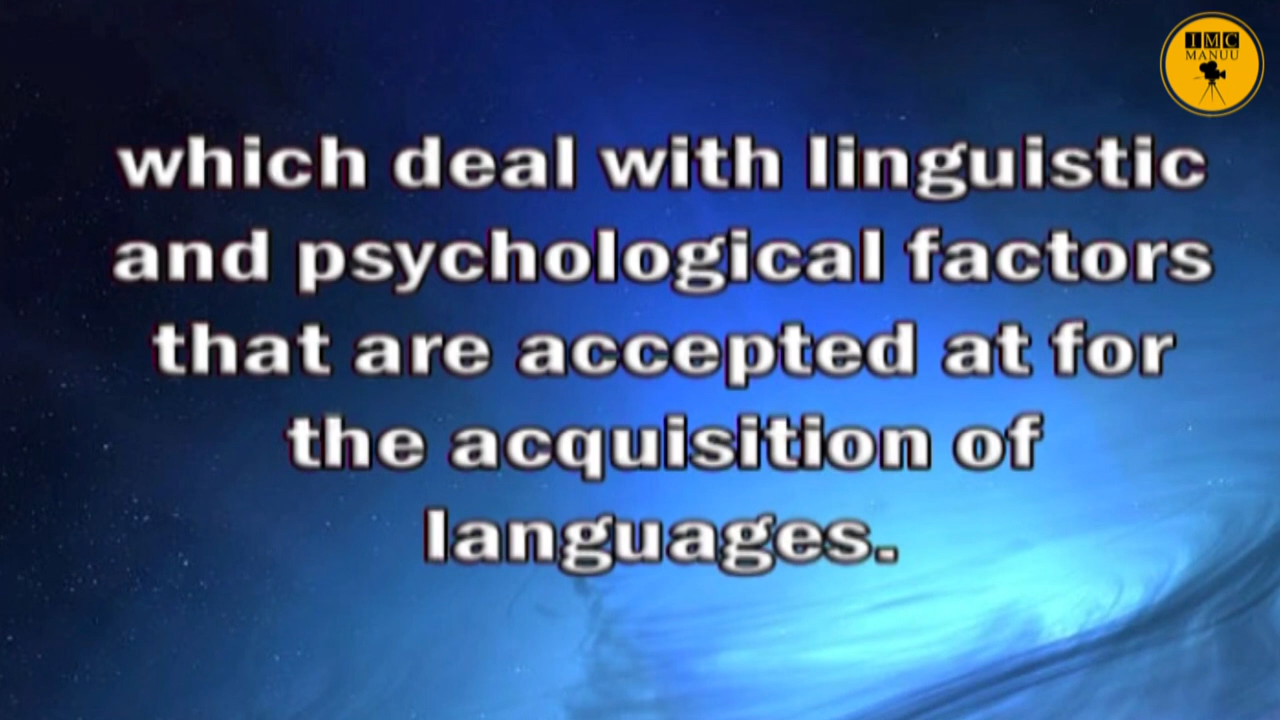 IMC
MANUU
which deal with linguistic
and psychological factors
that are accepted at for
the acquisition of
languages.